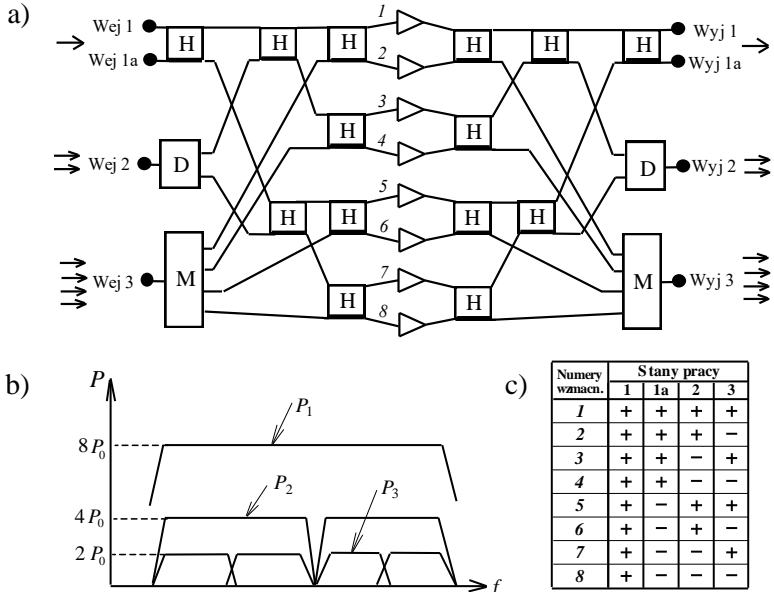 a)
Wej 1
Wej 1a
Wej 2
Wej 3
H
H
H
1
2
H
H
H
Wyj 1
Wyj 1a
H
3
4
H
D
D
Wyj 2
H
H
5
6
H
H
M
M
Wyj 3
H
7
8
H
b)
P
P1
8 P0
P2
P3
4 P0
2 P0
f
c)
Numery wzmacn. Stany pracy
1 1a 2 3
1 + + + +
2 + + + −
3 + + − +
4 + + − −
5 + − + +
6 + − + −
7 + − − +
8 + − − −